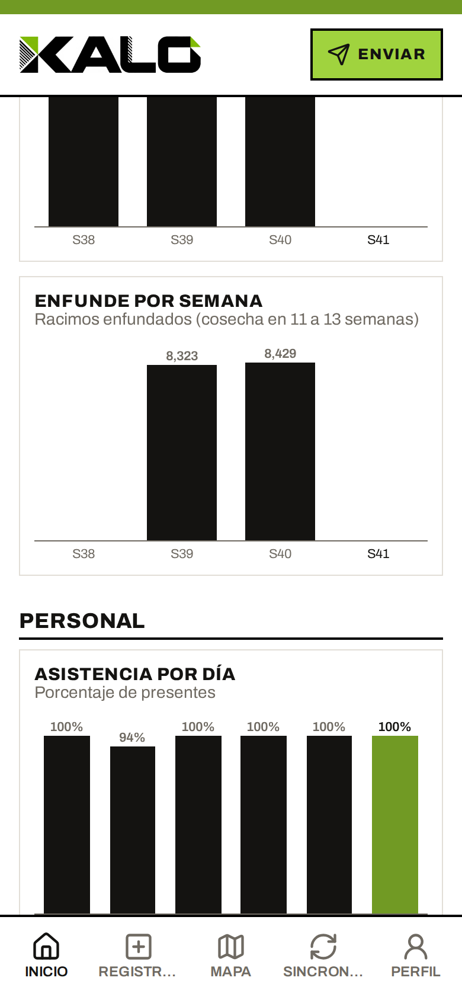 KALO
ENVIAR
S38 S39 S40 S41
ENFUNDE POR SEMANA
Racimos enfundados (cosecha en 11 a 13 semanas)
8,323 8,429
S38 S39 S40 S41
PERSONAL
ASISTENCIA POR DÍA
Porcentaje de presentes
100% 94% 100% 100% 100% 100%
INICIO REGISTR... MAPA SINCRON... PERFIL